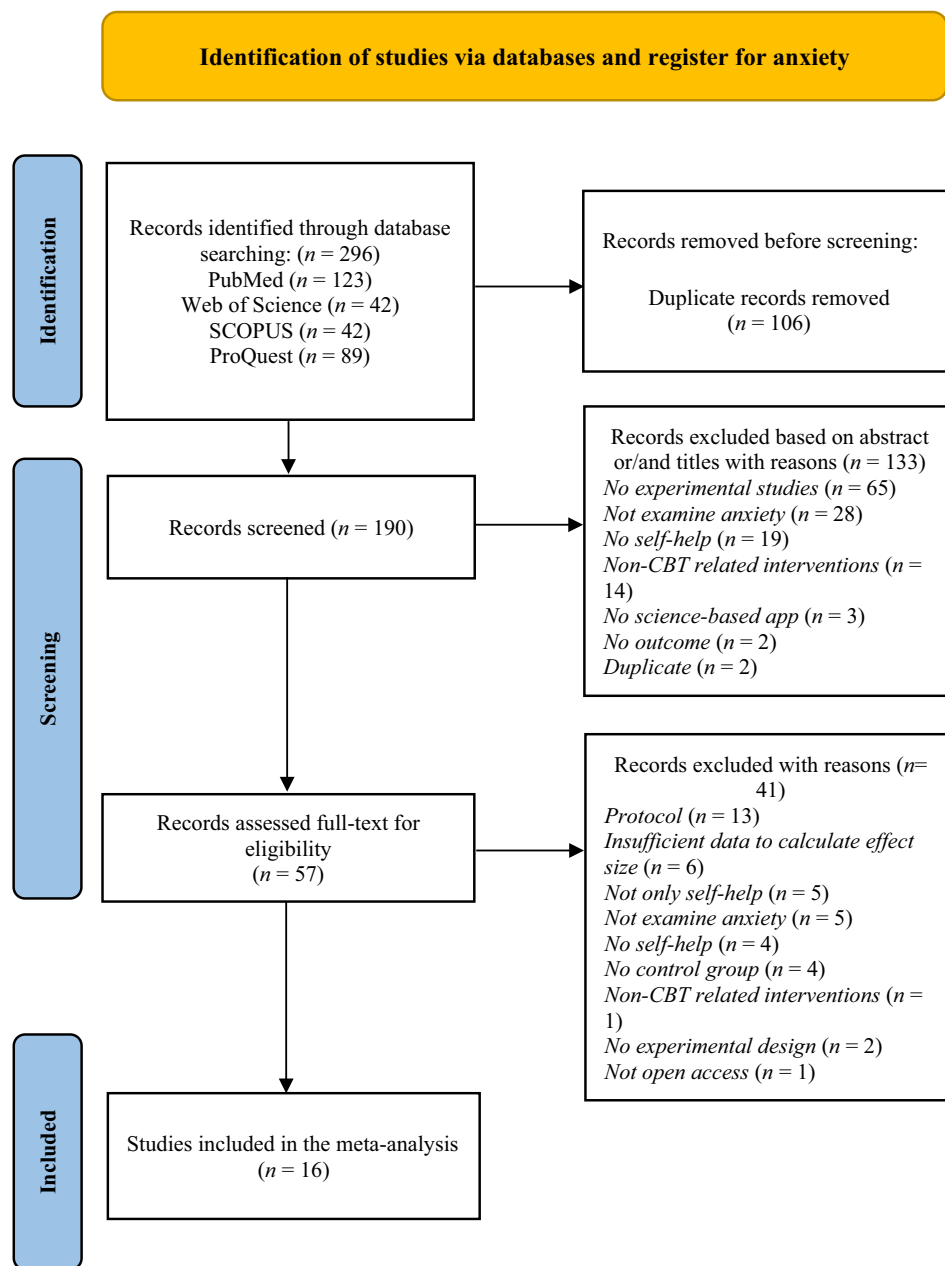 Identification of studies via databases and register for anxiety
Identification
Records identified through database
searching: (n = 296)
PubMed (n = 123)
Web of Science (n = 42)
SCOPUS (n = 42)
ProQuest (n = 89)
Records removed before screening:
Duplicate records removed
(n = 106)
Screening
Records screened (n = 190)
Records excluded based on abstract
or/and titles with reasons (n = 133)
No experimental studies (n = 65)
Not examine anxiety (n = 28)
No self-help (n = 19)
Non-CBT related interventions (n =
14)
No science-based app (n = 3)
No outcome (n = 2)
Duplicate (n = 2)
Records assessed full-text for
eligibility
(n = 57)
Records excluded with reasons (n=
41)
Protocol (n = 13)
Insufficient data to calculate effect
size (n = 6)
Not only self-help (n = 5)
Not examine anxiety (n = 5)
No self-help (n = 4)
No control group (n = 4)
Non-CBT related interventions (n =
1)
No experimental design (n = 2)
Not open access (n = 1)
Included
Studies included in the meta-analysis
(n = 16)